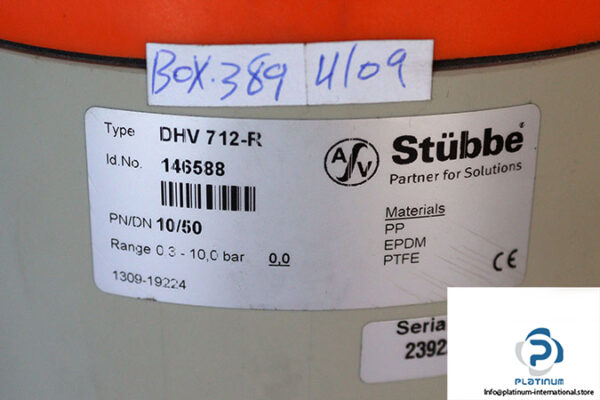 BOX.389 4/09
Type DHV 712-R
Id.No. 146588
PN/DN 10/50
Range 0,3 - 10,0 bar 0,0
1309-19224
ASV Stübbe®
Partner for Solutions
Materials
PP
EPDM
PTFE
CE
PLATINUM
Info@platinum-international.store